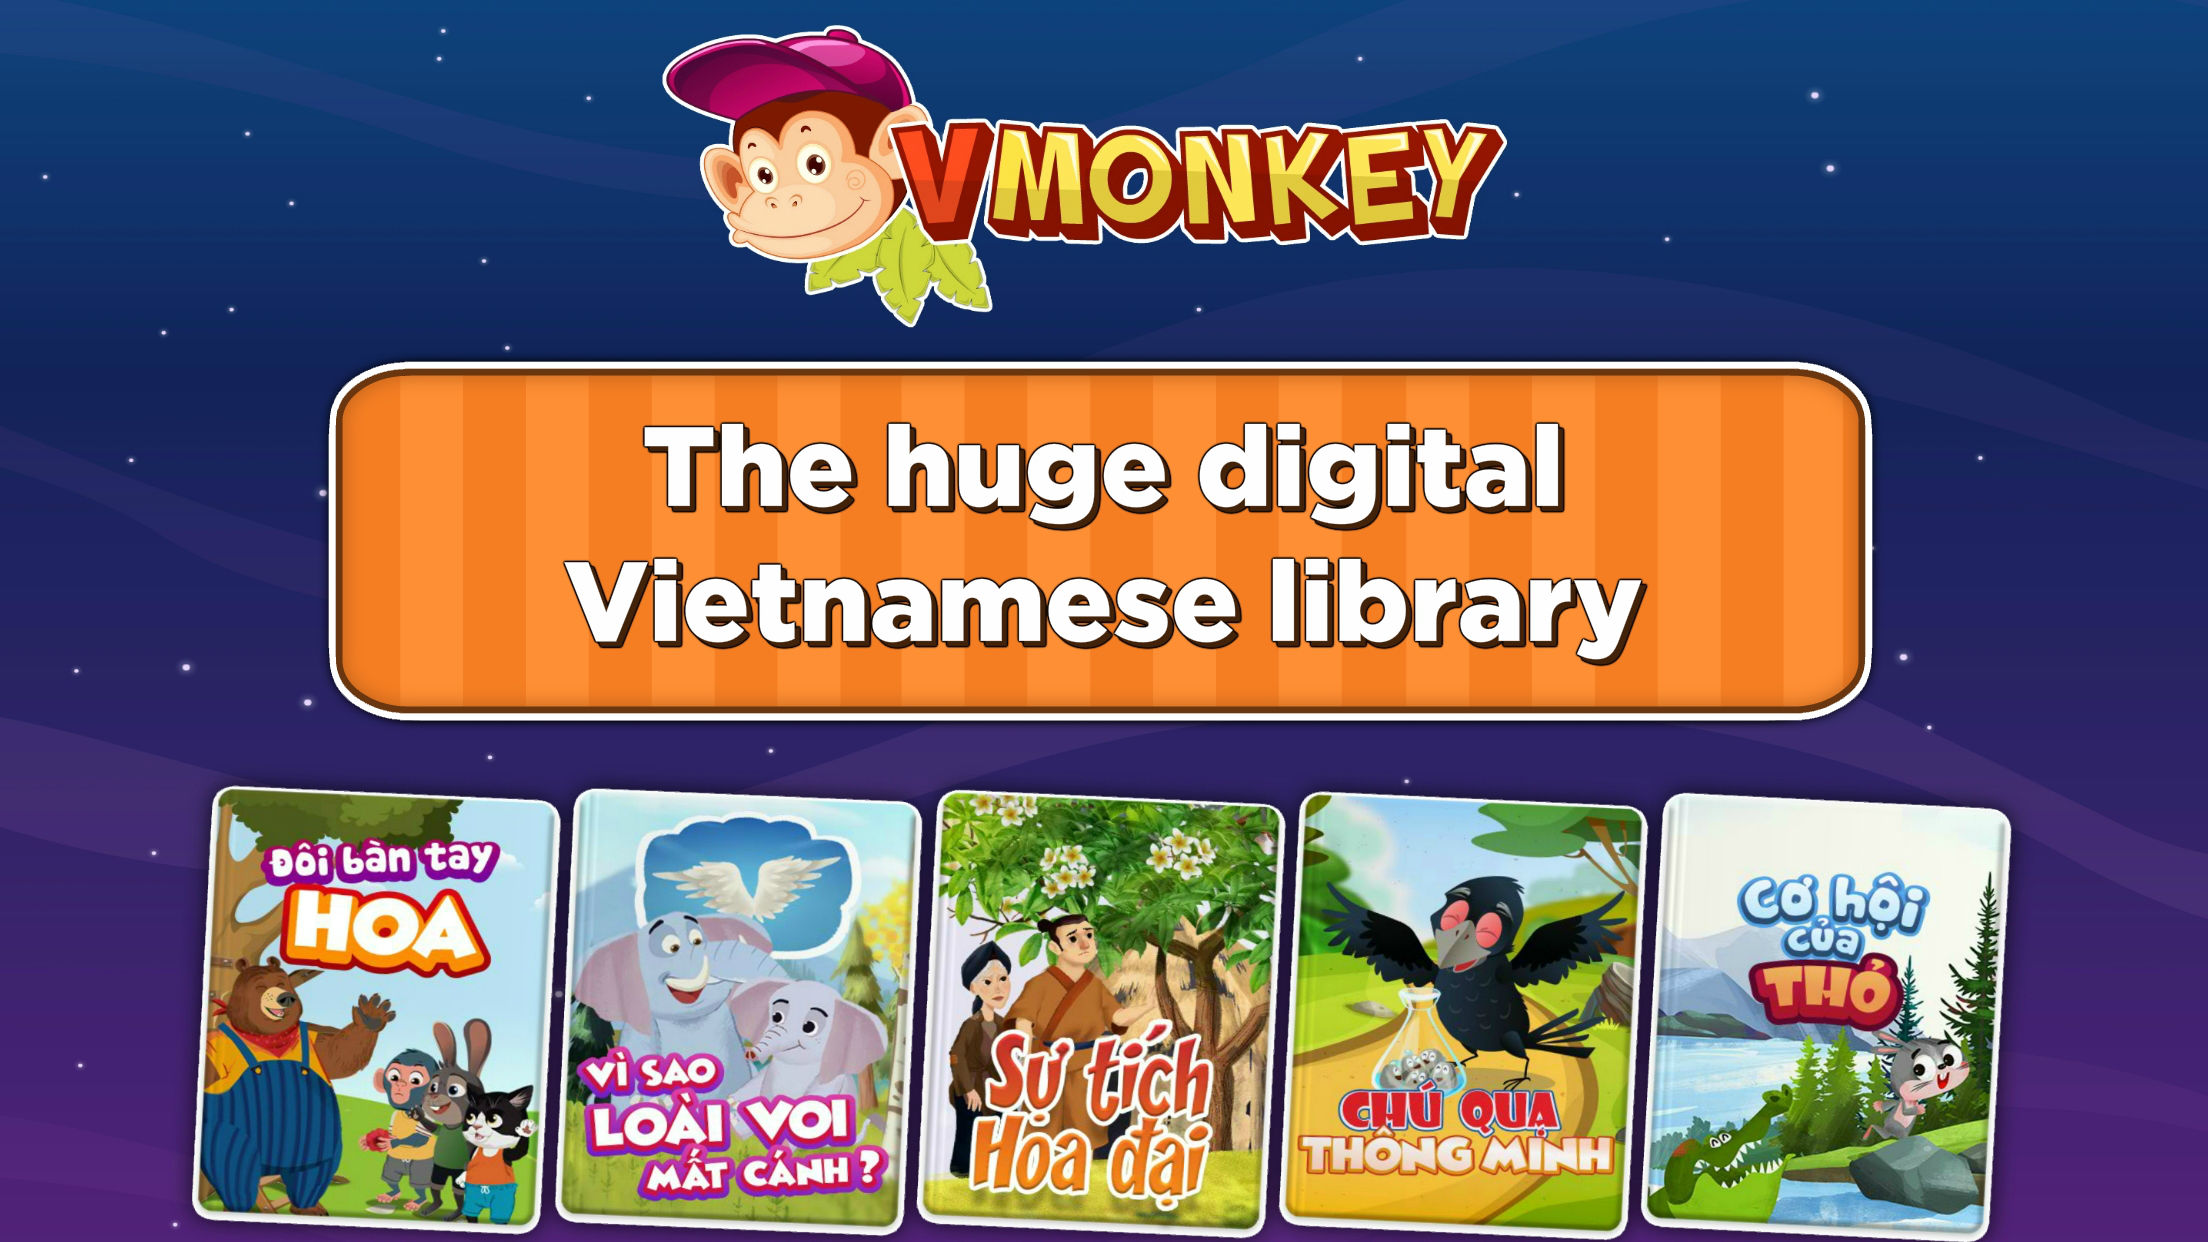 VMONKEY
The huge digital
Vietnamese library
Đôi bàn tay
HOA
VÌ SAO
LOÀI VOI
MẤT CÁNH?
Sự tích
Hoa đại
CHÚ QUẠ
THÔNG MINH
Cơ hội
của
THỎ